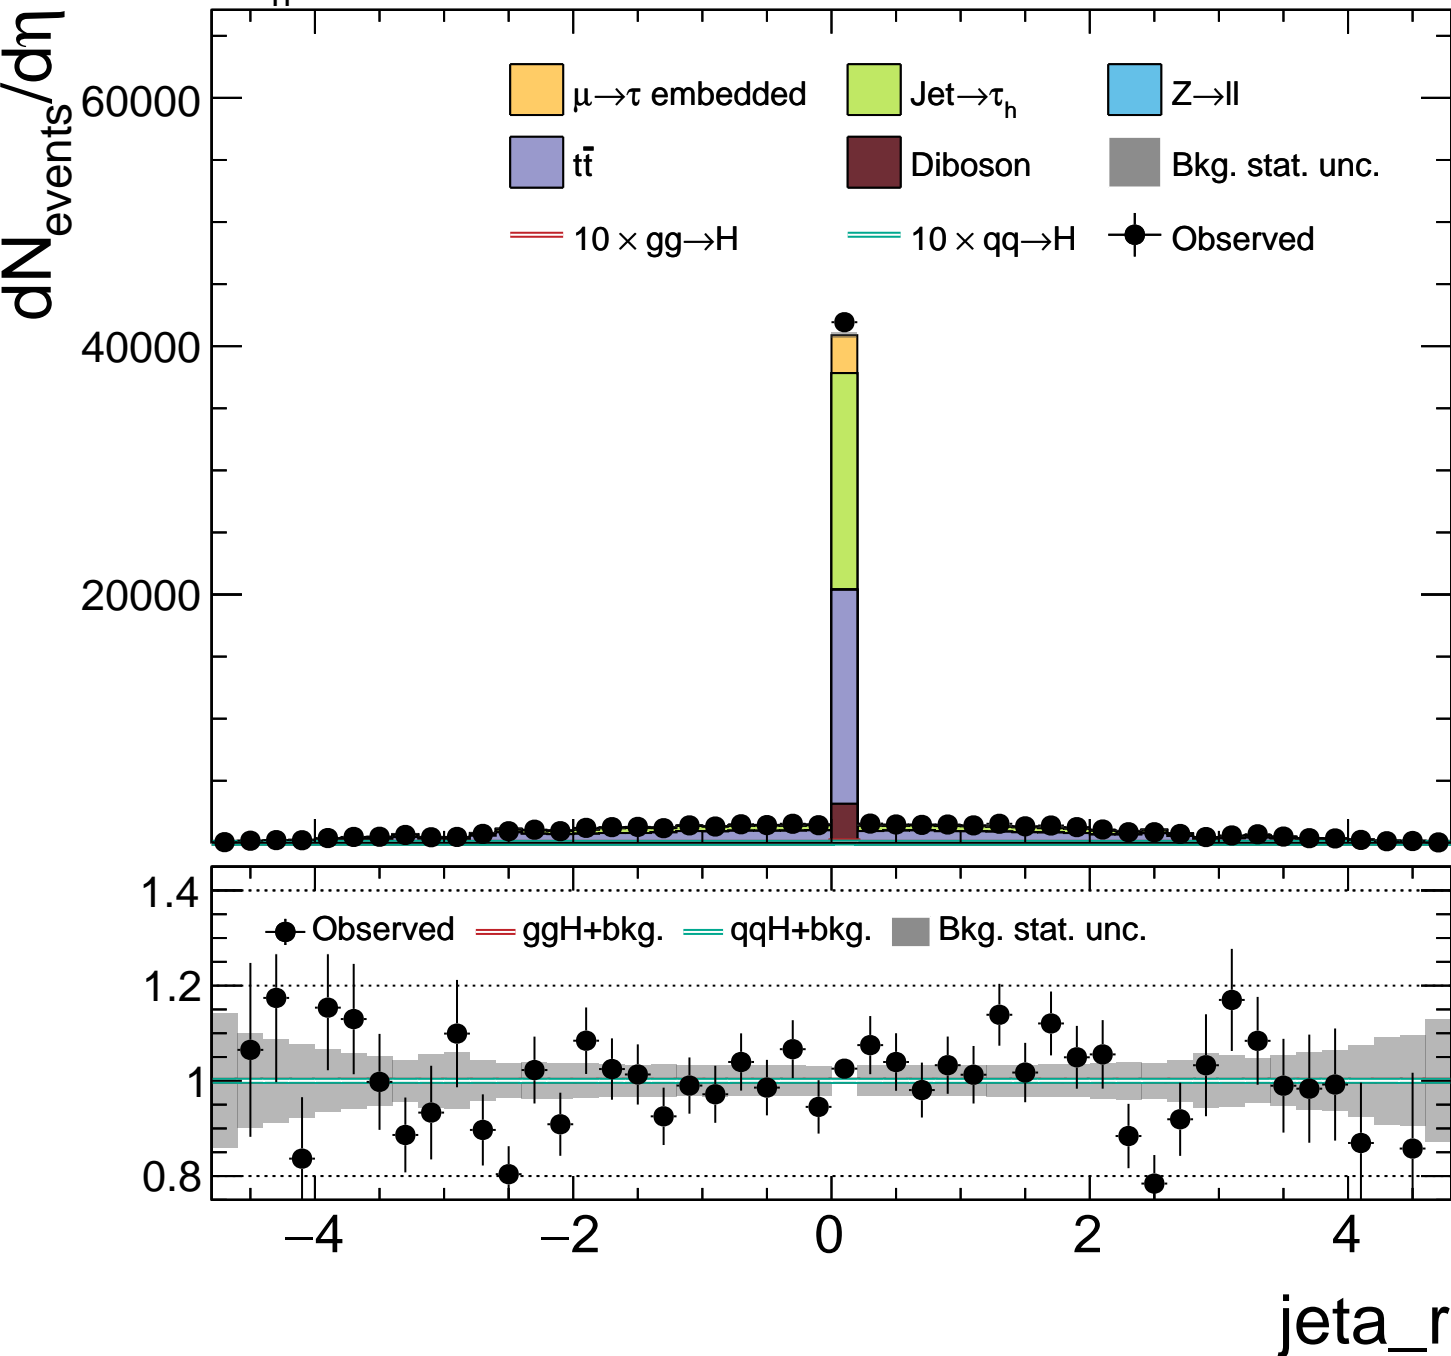 dN_events/dη
60000
40000
20000
μ→τ embedded Jet→τ_h Z→ll
tt̄ Diboson Bkg. stat. unc.
10 × gg→H 10 × qq→H Observed
1.4
1.2
1
0.8
Observed ggH+bkg. qqH+bkg. Bkg. stat. unc.
−4 −2 0 2 4
jeta_r